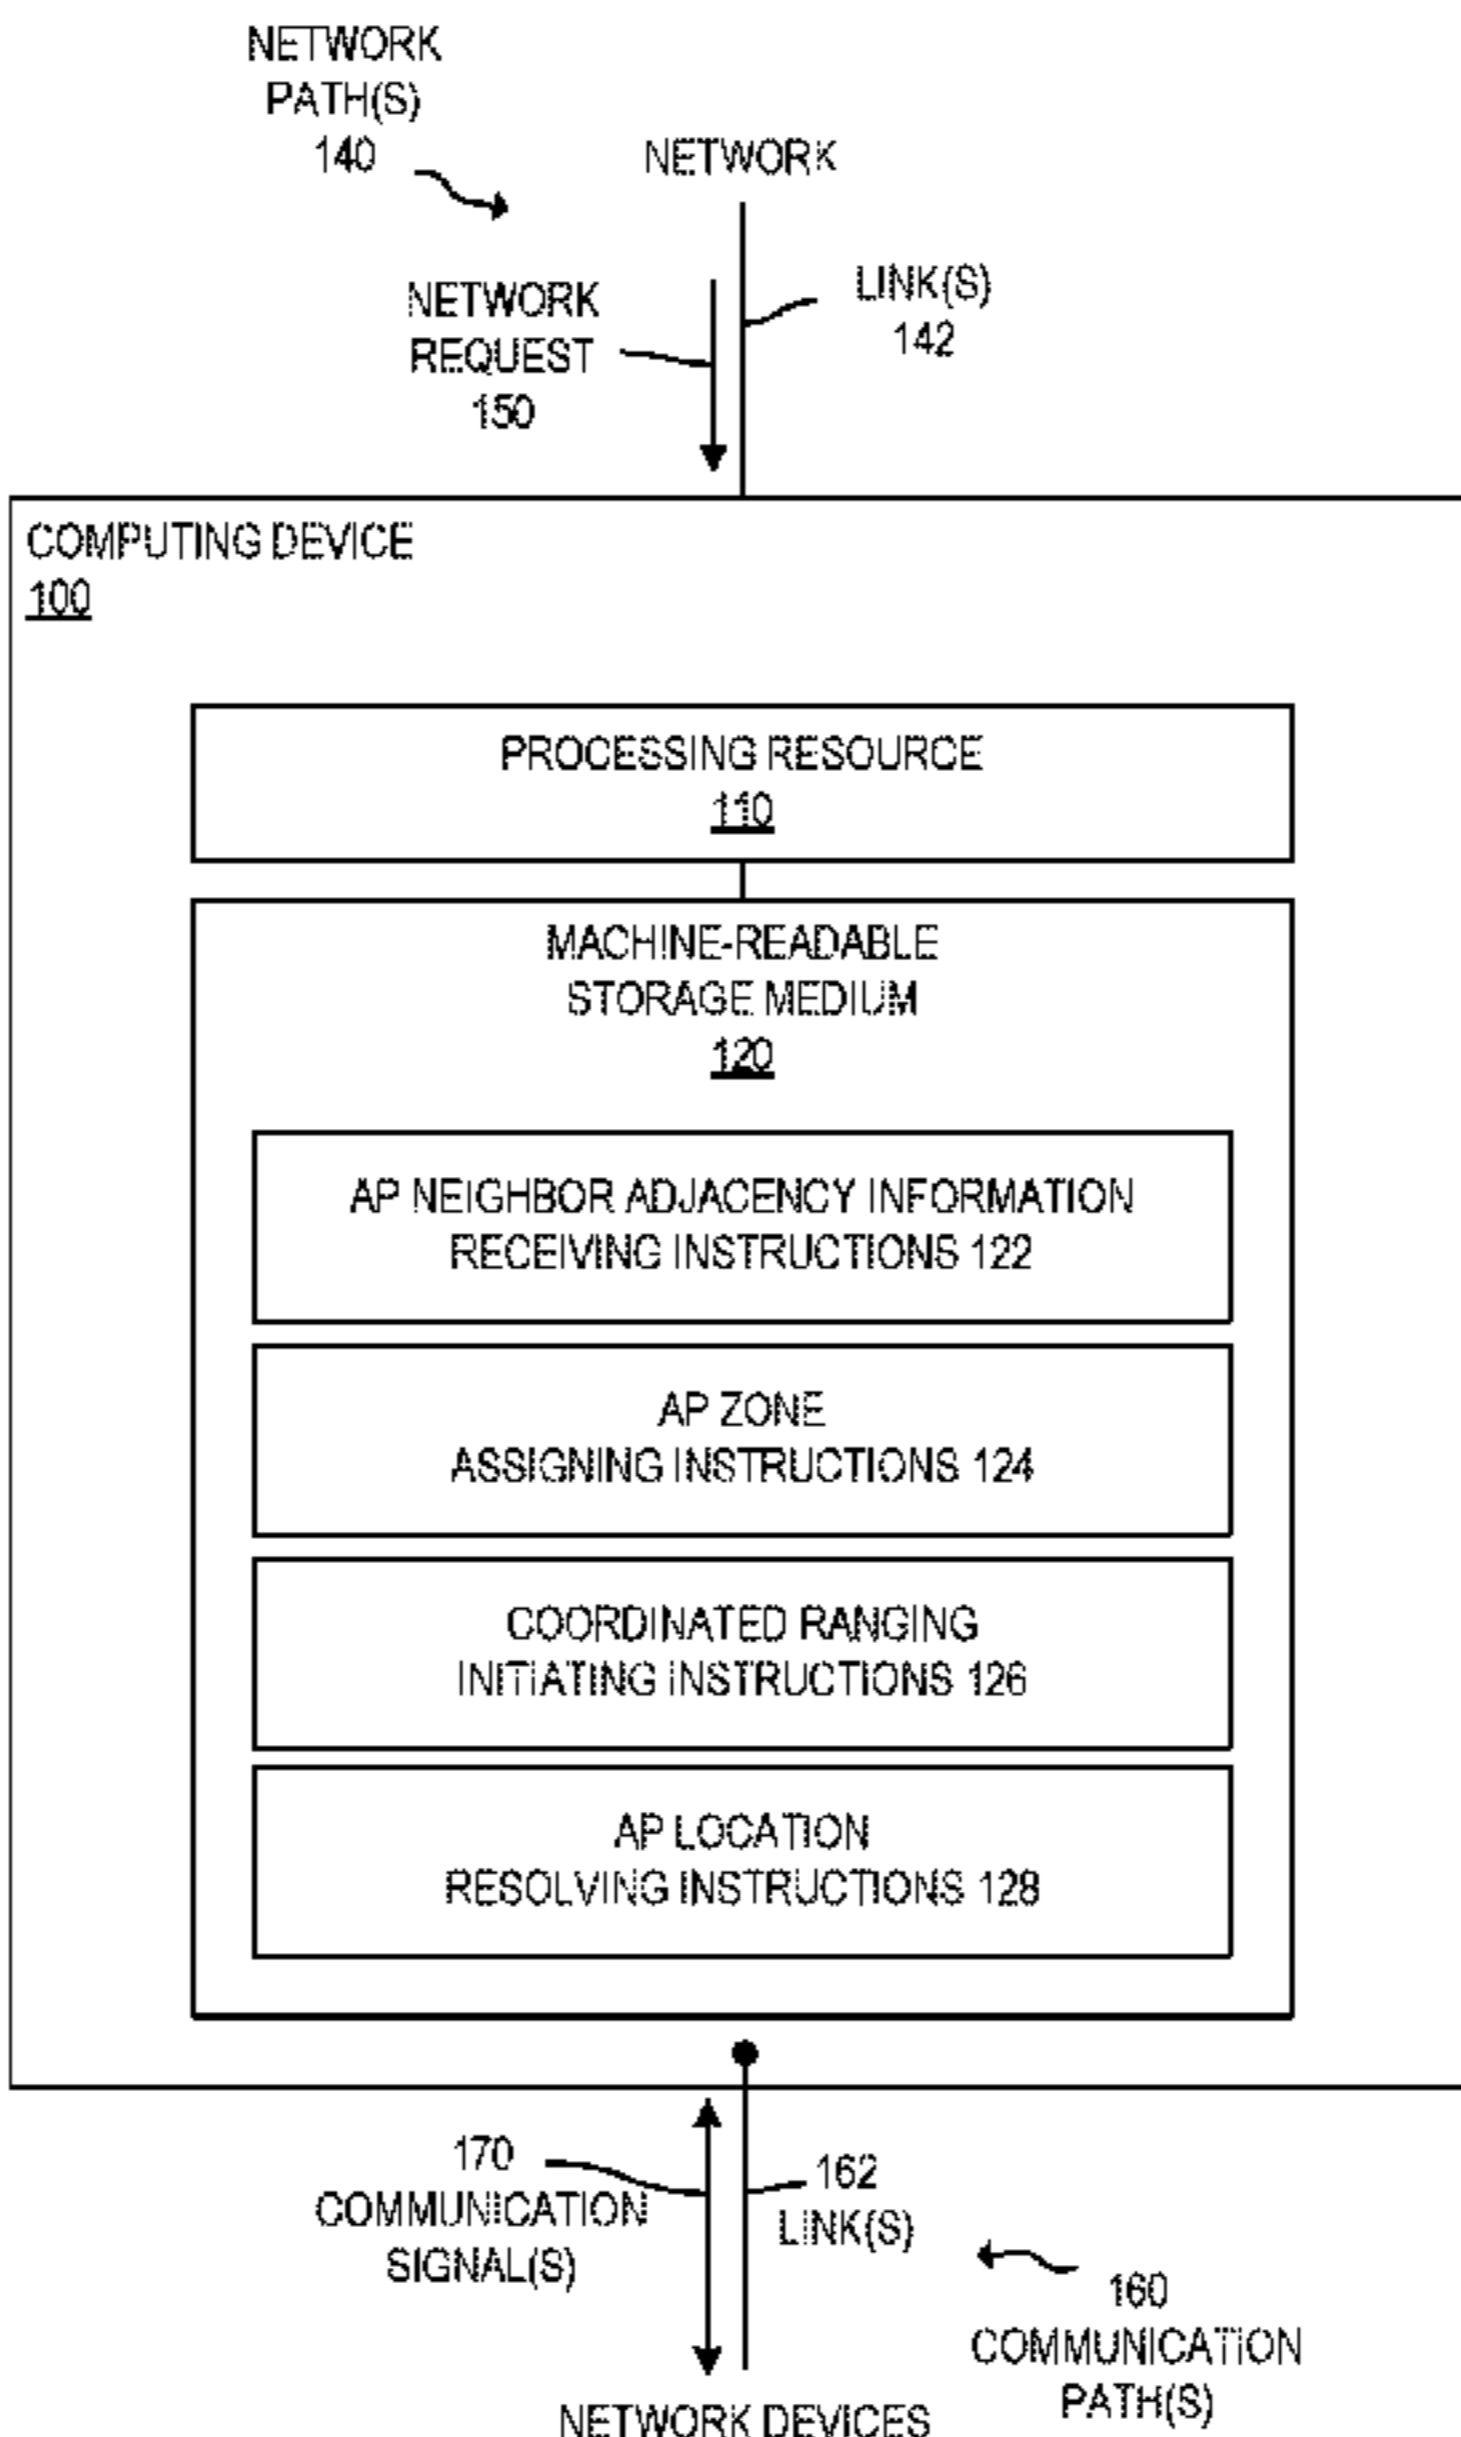 NETWORK
PATH(S)
140
NETWORK
LINK(S)
142
NETWORK
REQUEST
150
COMPUTING DEVICE
100
PROCESSING RESOURCE
110
MACHINE-READABLE
STORAGE MEDIUM
120
AP NEIGHBOR ADJACENCY INFORMATION
RECEIVING INSTRUCTIONS 122
AP ZONE
ASSIGNING INSTRUCTIONS 124
COORDINATED RANGING
INITIATING INSTRUCTIONS 126
AP LOCATION
RESOLVING INSTRUCTIONS 128
170
COMMUNICATION
SIGNAL(S)
162
LINK(S)
160
COMMUNICATION
PATH(S)
NETWORK DEVICES